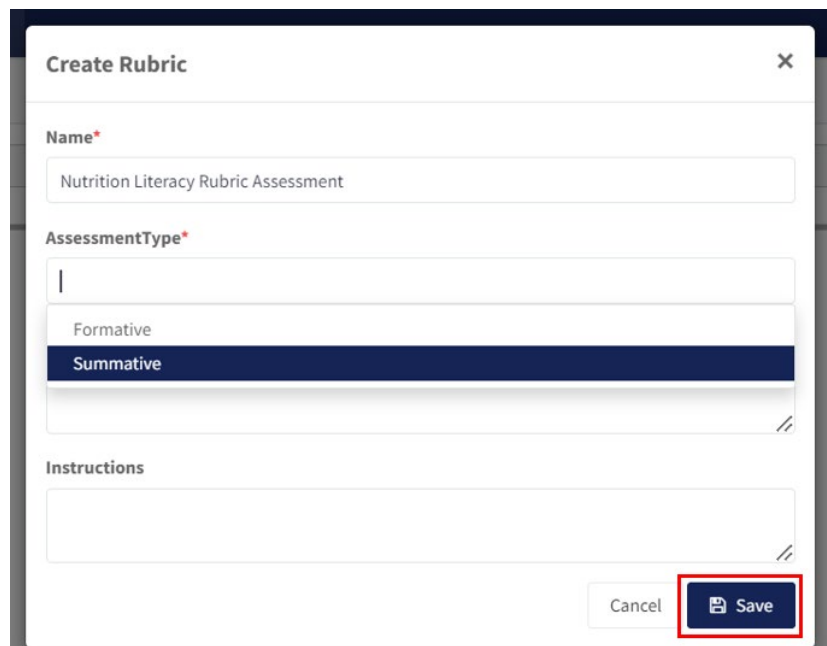 Create Rubric ×
Name*
Nutrition Literacy Rubric Assessment
AssessmentType*
Formative
Summative
Instructions
Cancel Save